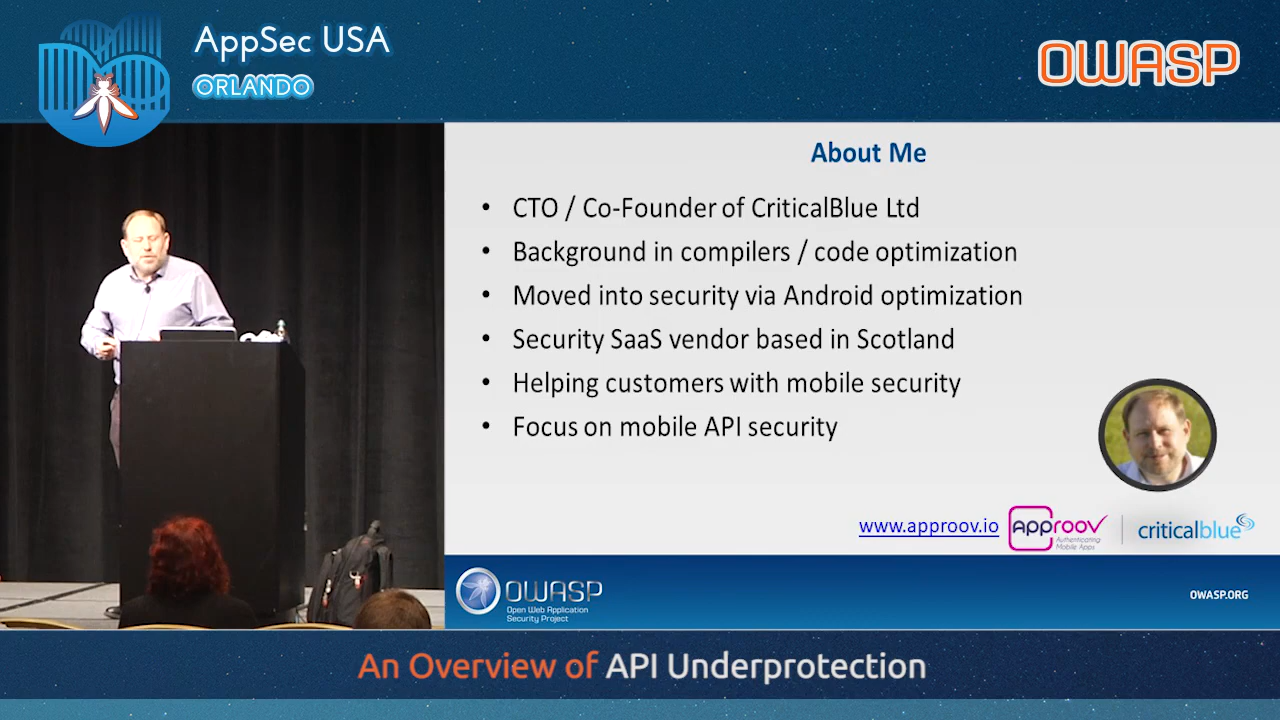 AppSec USA
ORLANDO
OWASP
About Me
• CTO / Co-Founder of CriticalBlue Ltd
• Background in compilers / code optimization
• Moved into security via Android optimization
• Security SaaS vendor based in Scotland
• Helping customers with mobile security
• Focus on mobile API security
www.approov.io
approov
Authenticating
Mobile Apps
criticalblue
OWASP
Open Web Application
Security Project
OWASP.ORG
An Overview of API Underprotection